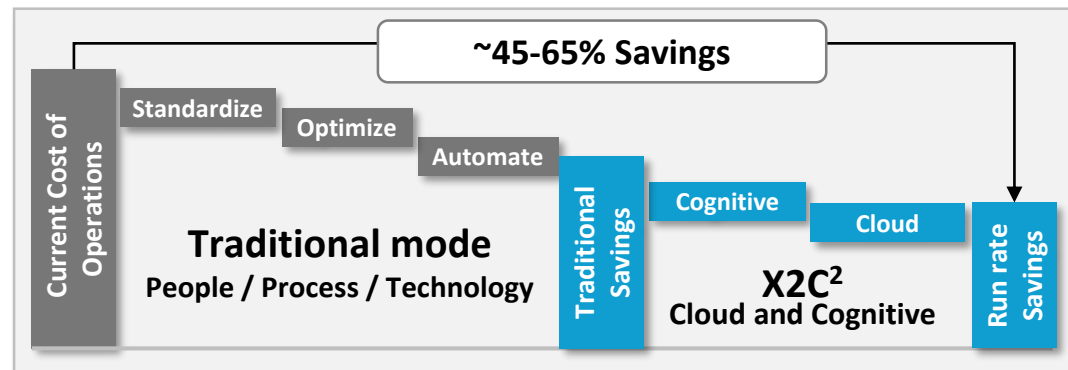 ~45-65% Savings
Current Cost of
Operations
Standardize
Optimize
Automate
Traditional mode
People / Process / Technology
Traditional
Savings
Cognitive
Cloud
X2C²
Cloud and Cognitive
Run rate
Savings